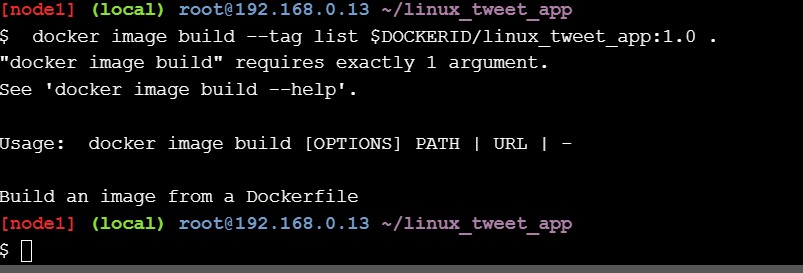 [node1] (local) root@192.168.0.13 ~/linux_tweet_app
$  docker image build --tag list $DOCKERID/linux_tweet_app:1.0 .
"docker image build" requires exactly 1 argument.
See 'docker image build --help'.
Usage:  docker image build [OPTIONS] PATH | URL | -
Build an image from a Dockerfile
[node1] (local) root@192.168.0.13 ~/linux_tweet_app
$